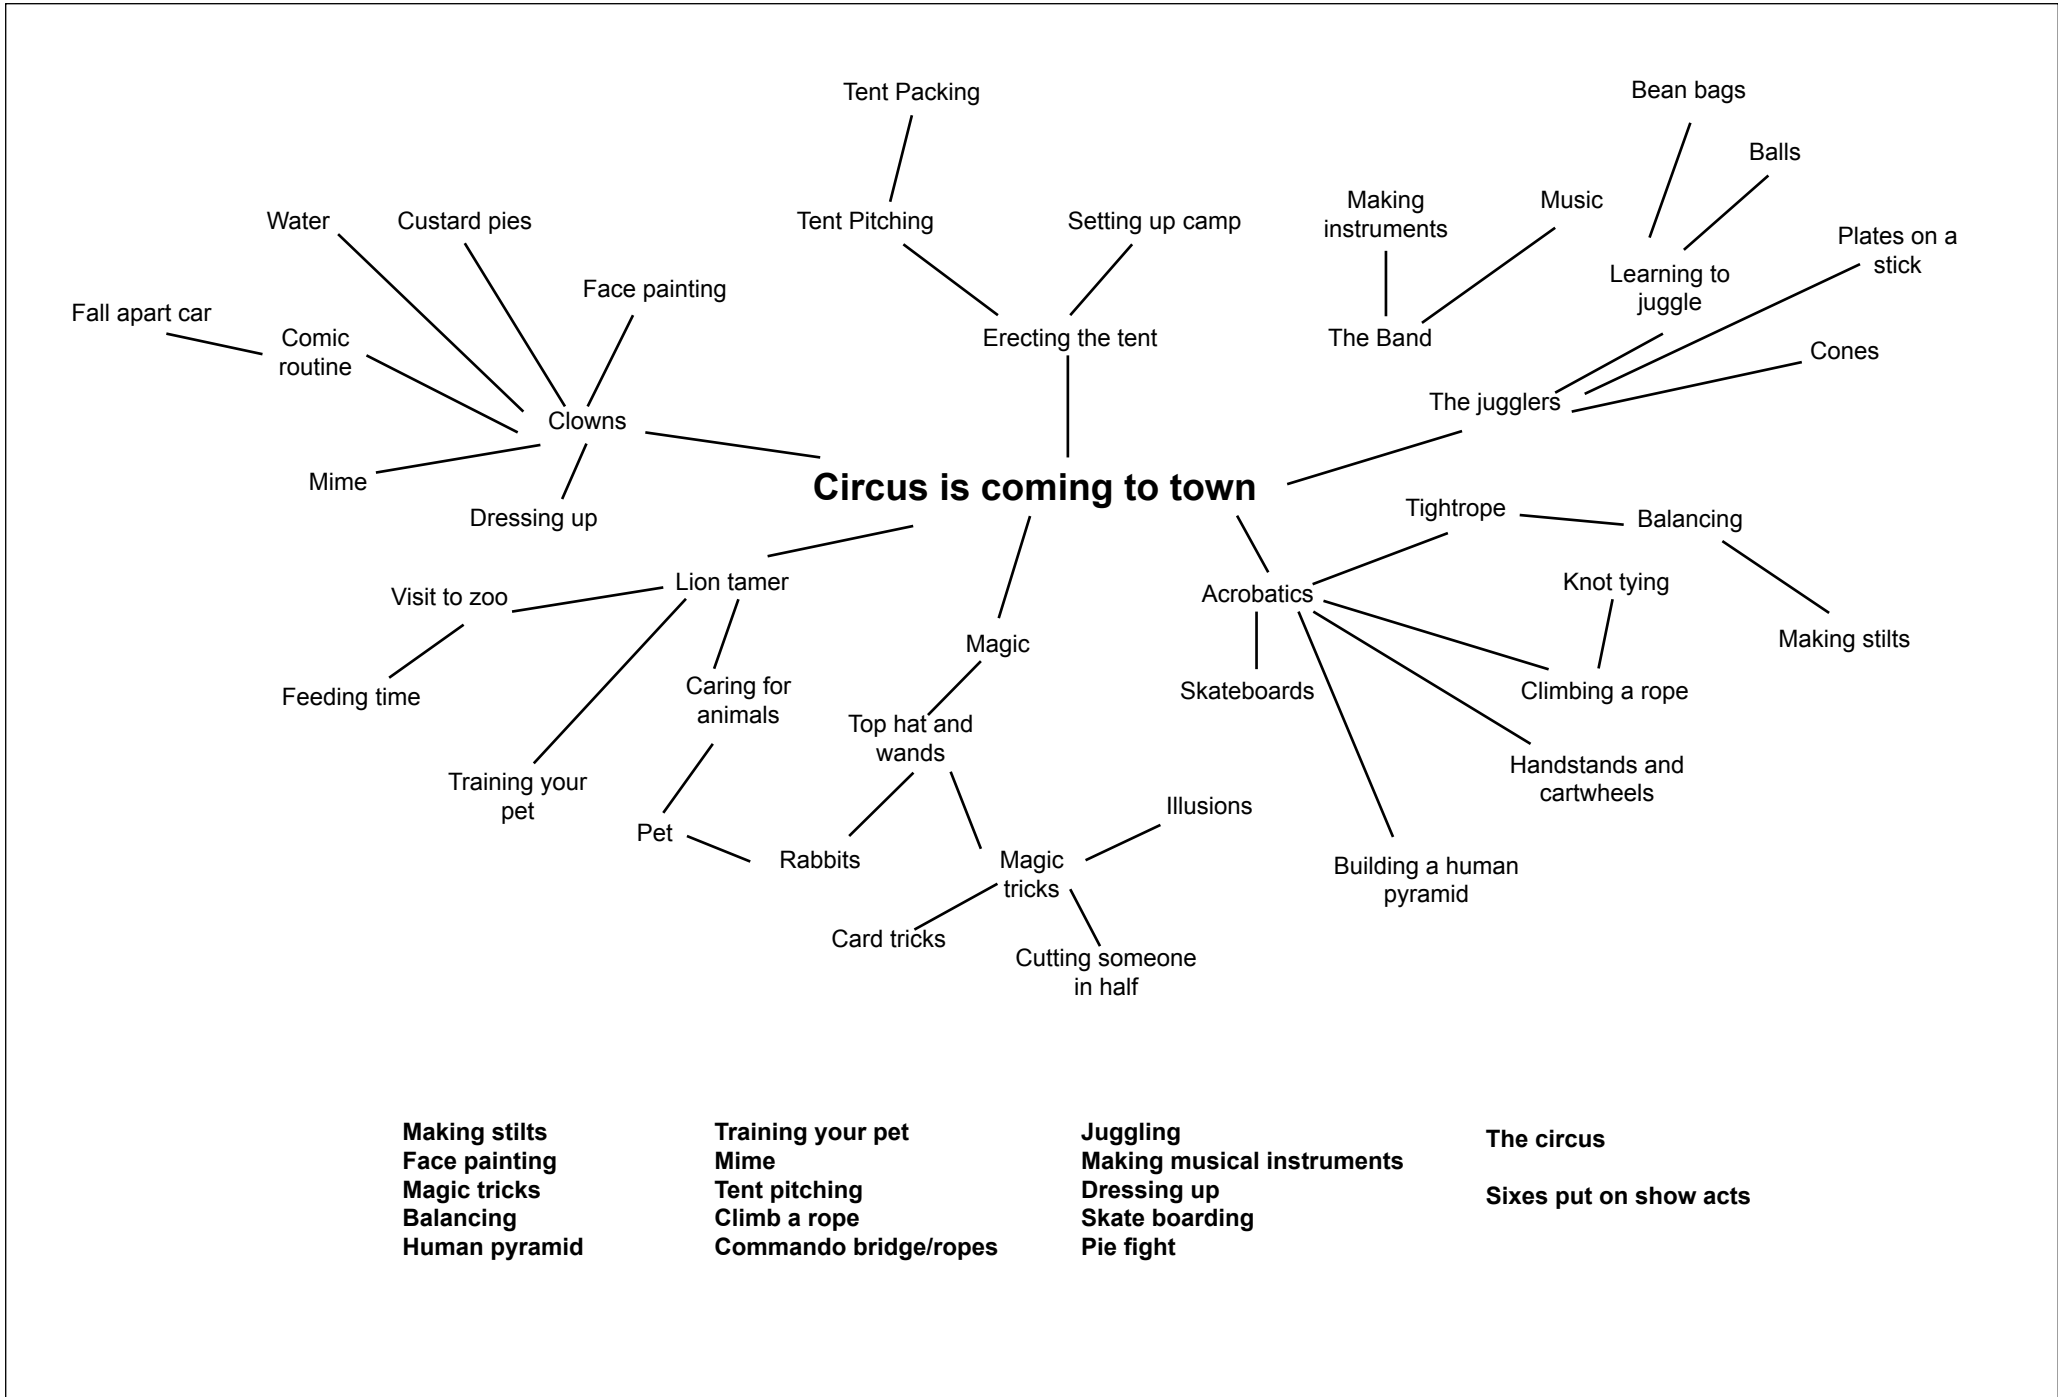 Tent Packing
Bean bags
Balls
Making
instruments
Music
Water
Custard pies
Tent Pitching
Setting up camp
Plates on a
stick
Learning to
juggle
Face painting
Fall apart car
Comic
routine
Erecting the tent
The Band
Cones
The jugglers
Clowns
Mime
Circus is coming to town
Dressing up
Tightrope
Balancing
Lion tamer
Visit to zoo
Acrobatics
Knot tying
Magic
Making stilts
Feeding time
Caring for
animals
Skateboards
Climbing a rope
Top hat and
wands
Training your
pet
Handstands and
cartwheels
Illusions
Pet
Rabbits
Magic
tricks
Building a human
pyramid
Card tricks
Cutting someone
in half
Making stilts
Face painting
Magic tricks
Balancing
Human pyramid
Training your pet
Mime
Tent pitching
Climb a rope
Commando bridge/ropes
Juggling
Making musical instruments
Dressing up
Skate boarding
Pie fight
The circus
Sixes put on show acts